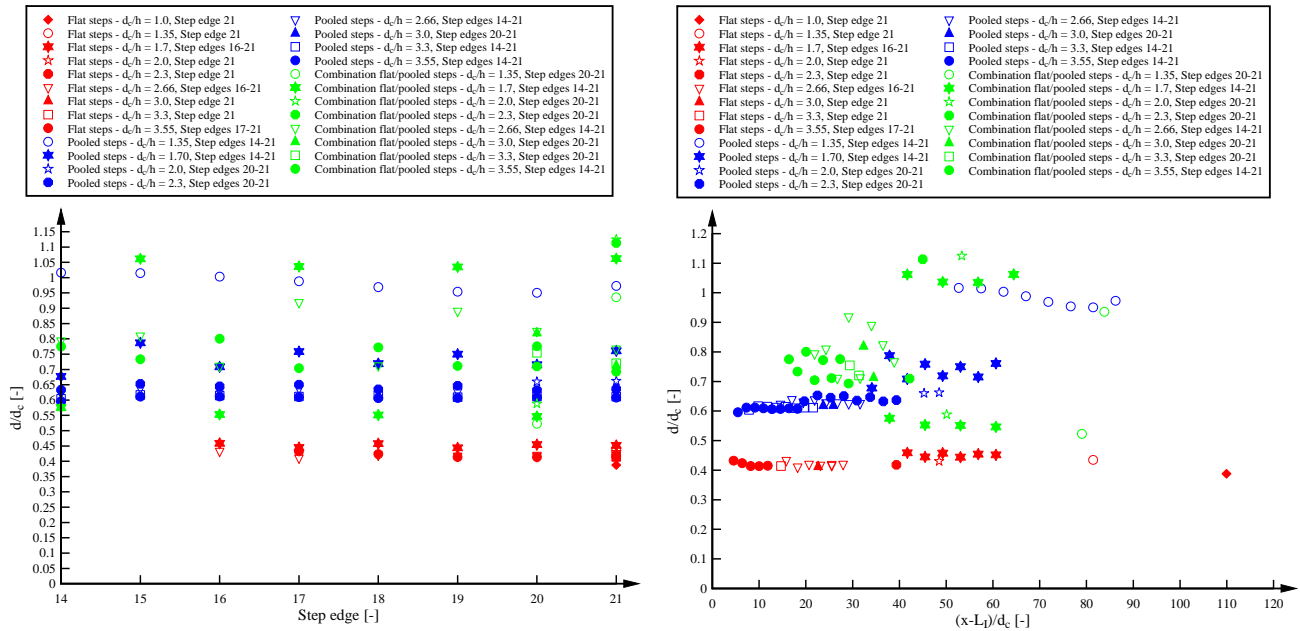 Flat steps - dc/h = 1.0, Step edge 21
Flat steps - dc/h = 1.35, Step edge 21
Flat steps - dc/h = 1.7, Step edges 16-21
Flat steps - dc/h = 2.0, Step edge 21
Flat steps - dc/h = 2.3, Step edge 21
Flat steps - dc/h = 2.66, Step edges 16-21
Flat steps - dc/h = 3.0, Step edge 21
Flat steps - dc/h = 3.3, Step edge 21
Flat steps - dc/h = 3.55, Step edges 17-21
Pooled steps - dc/h = 1.35, Step edges 14-21
Pooled steps - dc/h = 1.70, Step edges 14-21
Pooled steps - dc/h = 2.0, Step edges 20-21
Pooled steps - dc/h = 2.3, Step edges 20-21
Pooled steps - dc/h = 2.66, Step edges 14-21
Pooled steps - dc/h = 3.0, Step edges 20-21
Pooled steps - dc/h = 3.3, Step edges 14-21
Pooled steps - dc/h = 3.55, Step edges 14-21
Combination flat/pooled steps - dc/h = 1.35, Step edges 20-21
Combination flat/pooled steps - dc/h = 1.7, Step edges 14-21
Combination flat/pooled steps - dc/h = 2.0, Step edges 20-21
Combination flat/pooled steps - dc/h = 2.3, Step edges 20-21
Combination flat/pooled steps - dc/h = 2.66, Step edges 14-21
Combination flat/pooled steps - dc/h = 3.0, Step edges 20-21
Combination flat/pooled steps - dc/h = 3.3, Step edges 20-21
Combination flat/pooled steps - dc/h = 3.55, Step edges 14-21
d/dc [-]
1.15
1.1
1.05
1
0.95
0.9
0.85
0.8
0.75
0.7
0.65
0.6
0.55
0.5
0.45
0.4
0.35
0.3
0.25
0.2
0.15
0.1
0.05
0
14 15 16 17 18 19 20 21
Step edge [-]
Flat steps - dc/h = 1.0, Step edge 21
Flat steps - dc/h = 1.35, Step edge 21
Flat steps - dc/h = 1.7, Step edges 16-21
Flat steps - dc/h = 2.0, Step edge 21
Flat steps - dc/h = 2.3, Step edge 21
Flat steps - dc/h = 2.66, Step edges 16-21
Flat steps - dc/h = 3.0, Step edge 21
Flat steps - dc/h = 3.3, Step edge 21
Flat steps - dc/h = 3.55, Step edges 17-21
Pooled steps - dc/h = 1.35, Step edges 14-21
Pooled steps - dc/h = 1.70, Step edges 14-21
Pooled steps - dc/h = 2.0, Step edges 20-21
Pooled steps - dc/h = 2.3, Step edges 20-21
Pooled steps - dc/h = 2.66, Step edges 14-21
Pooled steps - dc/h = 3.0, Step edges 20-21
Pooled steps - dc/h = 3.3, Step edges 14-21
Pooled steps - dc/h = 3.55, Step edges 14-21
Combination flat/pooled steps - dc/h = 1.35, Step edges 20-21
Combination flat/pooled steps - dc/h = 1.7, Step edges 14-21
Combination flat/pooled steps - dc/h = 2.0, Step edges 20-21
Combination flat/pooled steps - dc/h = 2.3, Step edges 20-21
Combination flat/pooled steps - dc/h = 2.66, Step edges 14-21
Combination flat/pooled steps - dc/h = 3.0, Step edges 20-21
Combination flat/pooled steps - dc/h = 3.3, Step edges 20-21
Combination flat/pooled steps - dc/h = 3.55, Step edges 14-21
d/dc [-]
1.2
1.1
1
0.9
0.8
0.7
0.6
0.5
0.4
0.3
0.2
0.1
0
0 10 20 30 40 50 60 70 80 90 100 110 120
(x-LI)/dc [-]